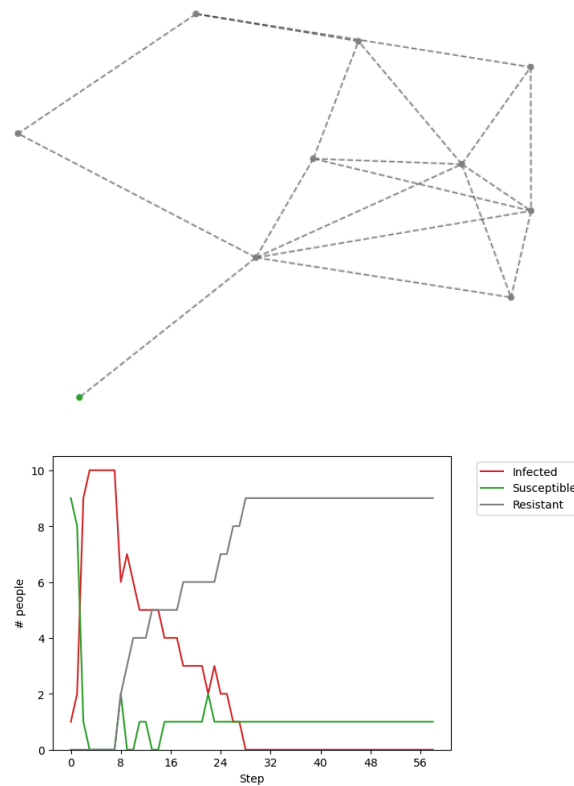 10
8
6
4
2
0
# people
0 8 16 24 32 40 48 56
Step
Infected
Susceptible
Resistant